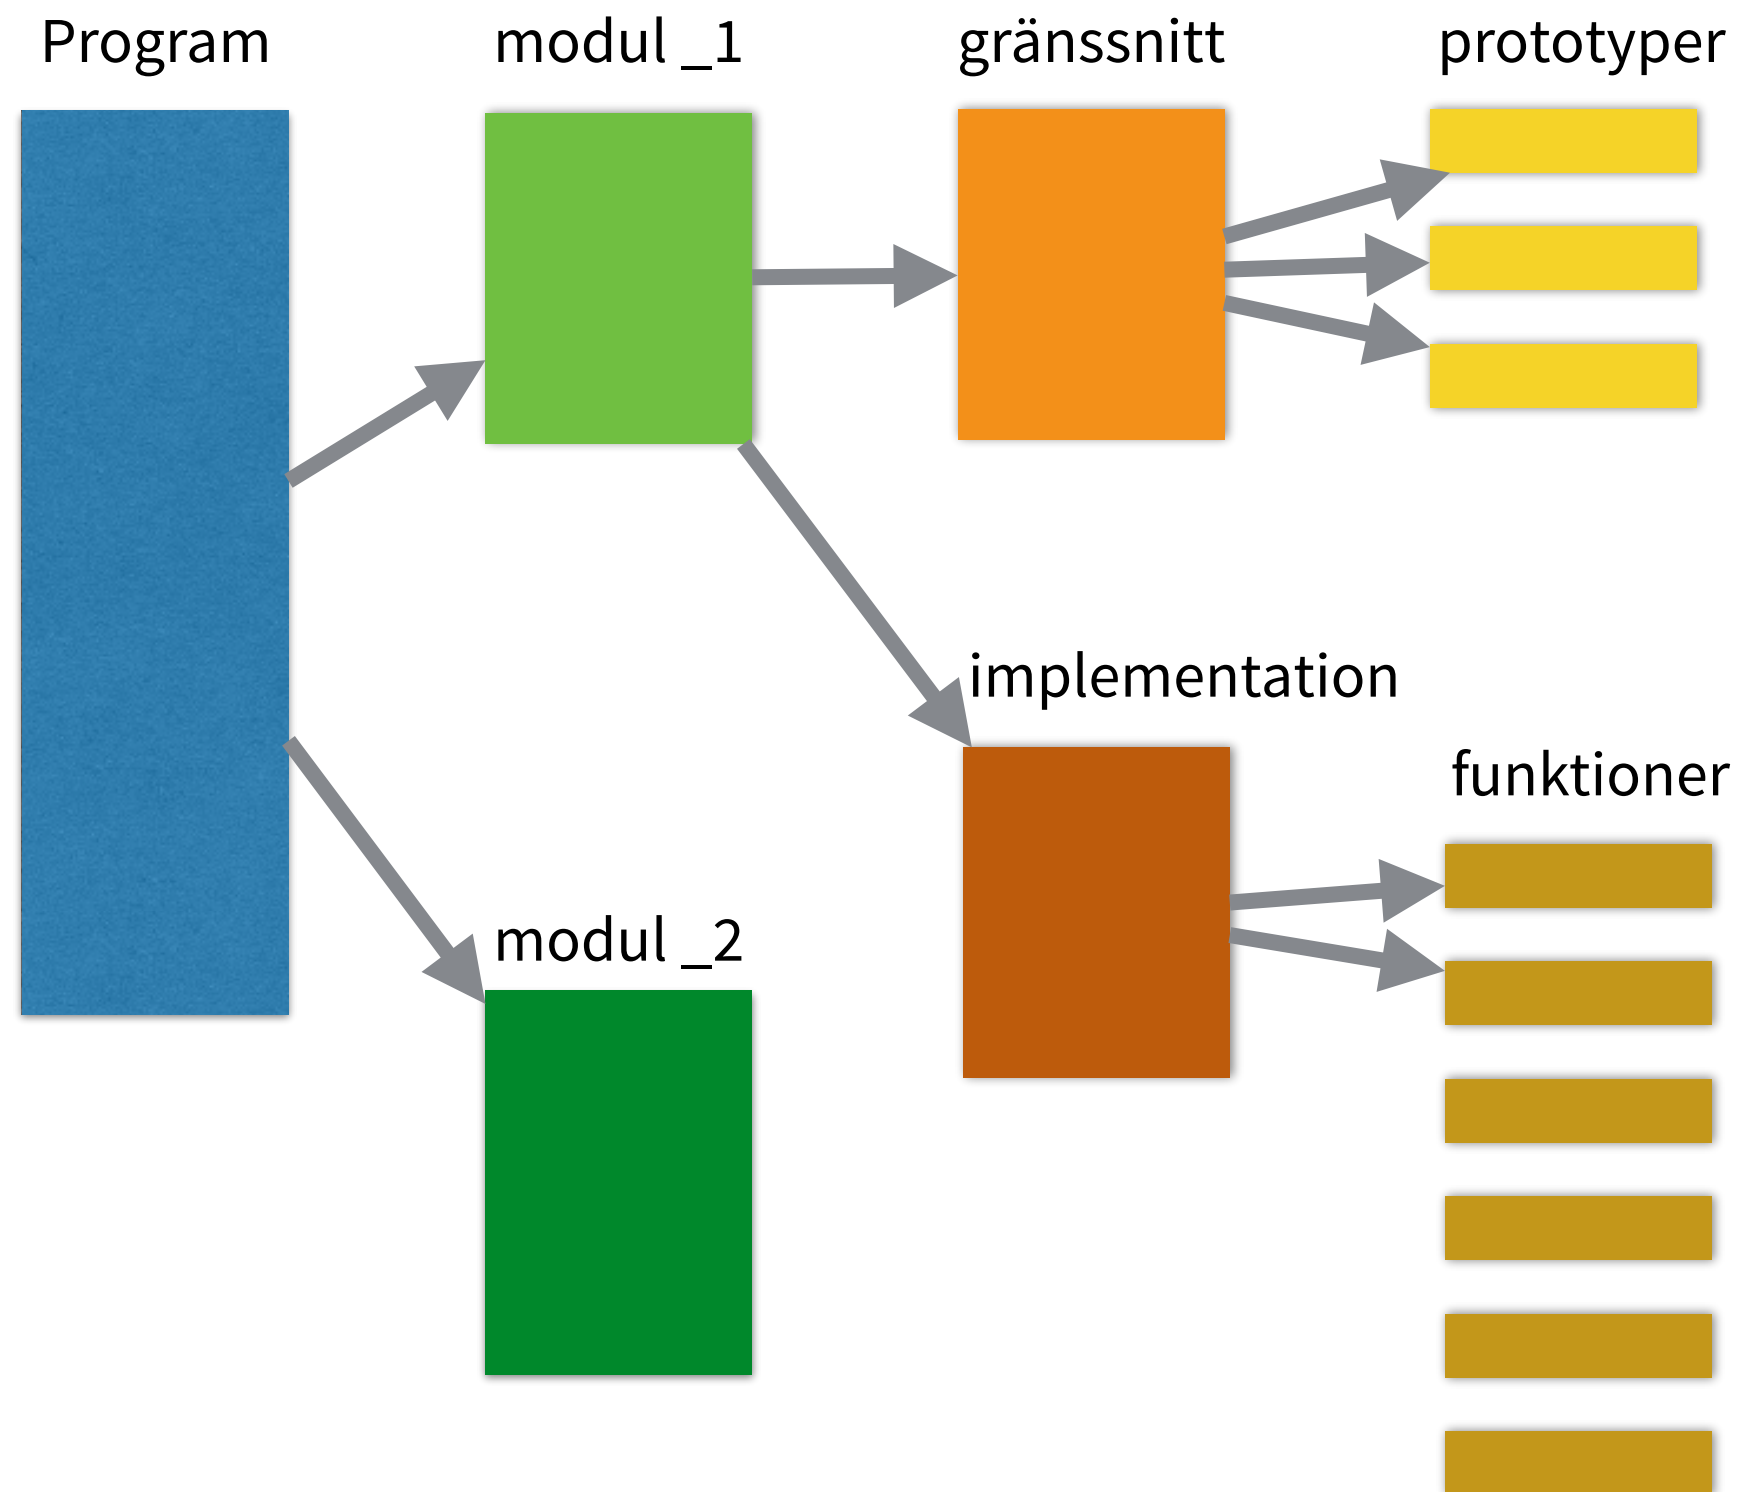 Program
modul _1
gränssnitt
prototyper
implementation
funktioner
modul _2